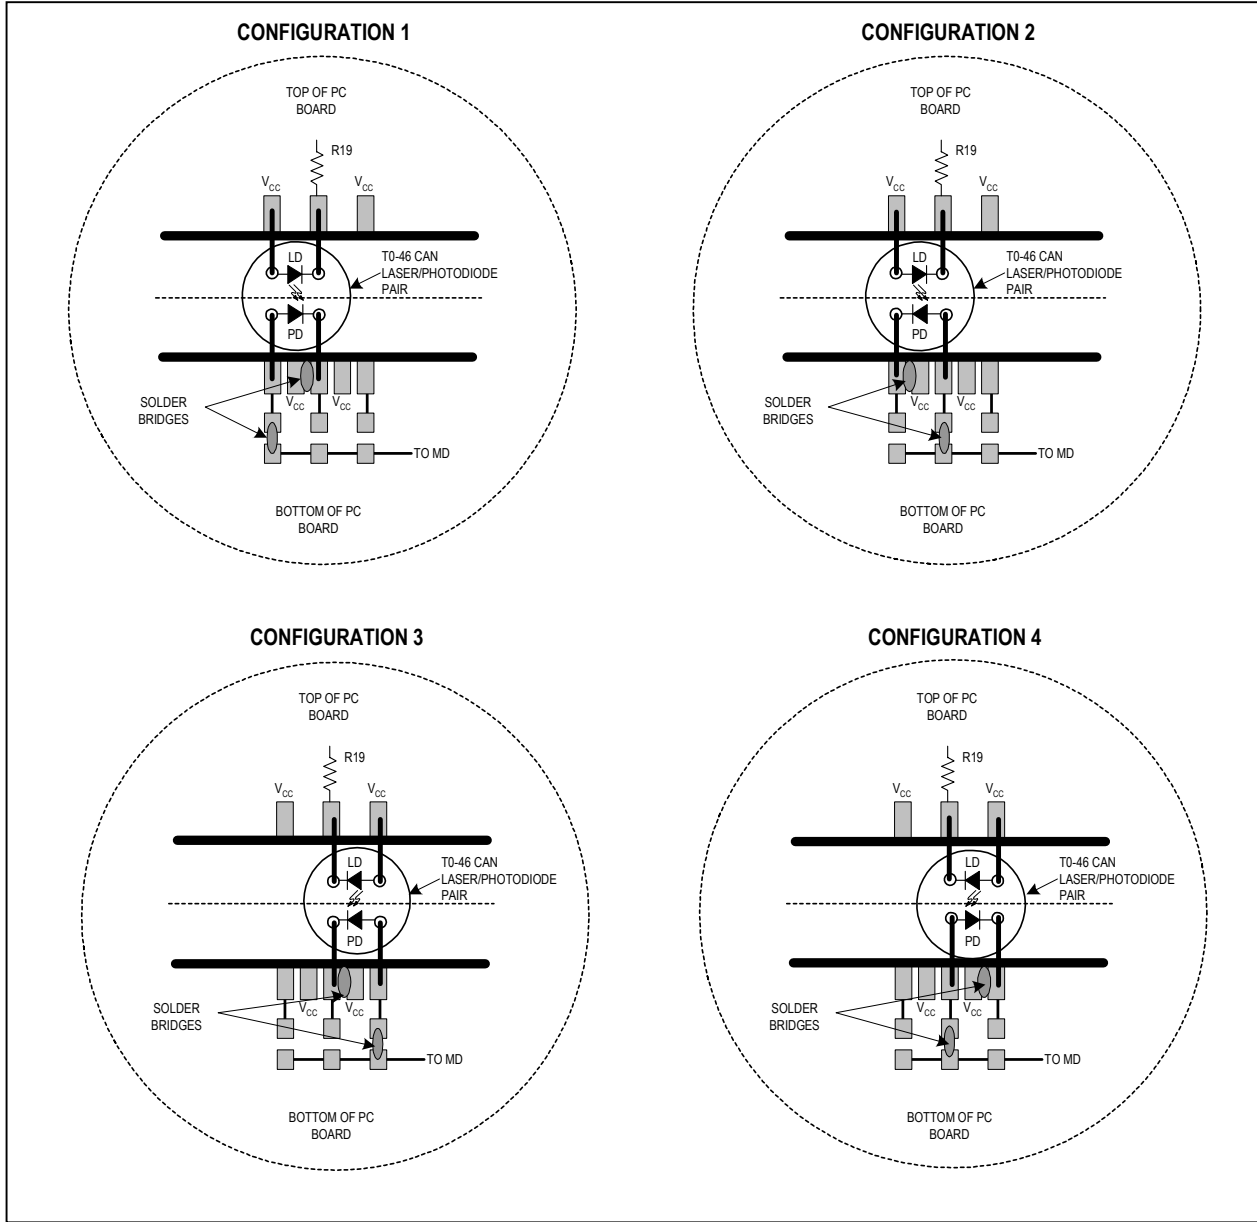 CONFIGURATION 1
TOP OF PC
BOARD
R19
VCC
VCC
LD
T0-46 CAN
LASER/PHOTODIODE
PAIR
PD
SOLDER
BRIDGES
VCC
VCC
TO MD
BOTTOM OF PC
BOARD
CONFIGURATION 2
TOP OF PC
BOARD
R19
VCC
VCC
LD
T0-46 CAN
LASER/PHOTODIODE
PAIR
PD
SOLDER
BRIDGES
VCC
VCC
TO MD
BOTTOM OF PC
BOARD
CONFIGURATION 3
TOP OF PC
BOARD
R19
VCC
VCC
LD
T0-46 CAN
LASER/PHOTODIODE
PAIR
PD
SOLDER
BRIDGES
VCC
VCC
TO MD
BOTTOM OF PC
BOARD
CONFIGURATION 4
TOP OF PC
BOARD
R19
VCC
VCC
LD
T0-46 CAN
LASER/PHOTODIODE
PAIR
PD
SOLDER
BRIDGES
VCC
VCC
TO MD
BOTTOM OF PC
BOARD